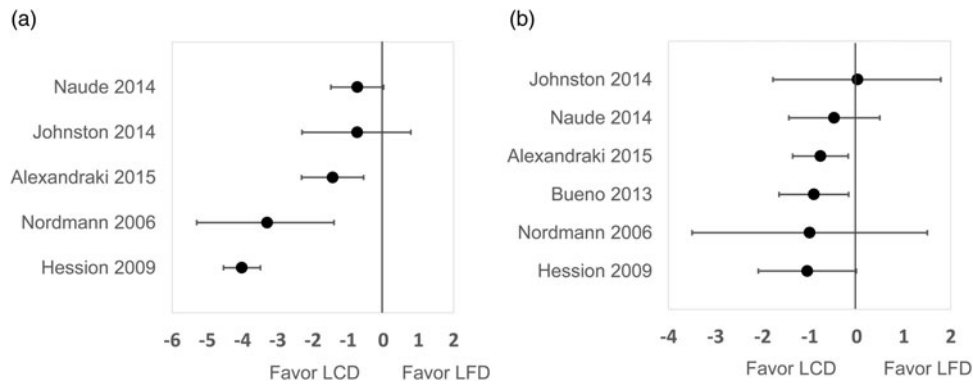 (a)
Naude 2014
Johnston 2014
Alexandraki 2015
Nordmann 2006
Hession 2009
-6 -5 -4 -3 -2 -1 0 1 2
Favor LCD Favor LFD
(b)
Johnston 2014
Naude 2014
Alexandraki 2015
Bueno 2013
Nordmann 2006
Hession 2009
-4 -3 -2 -1 0 1 2
Favor LCD Favor LFD